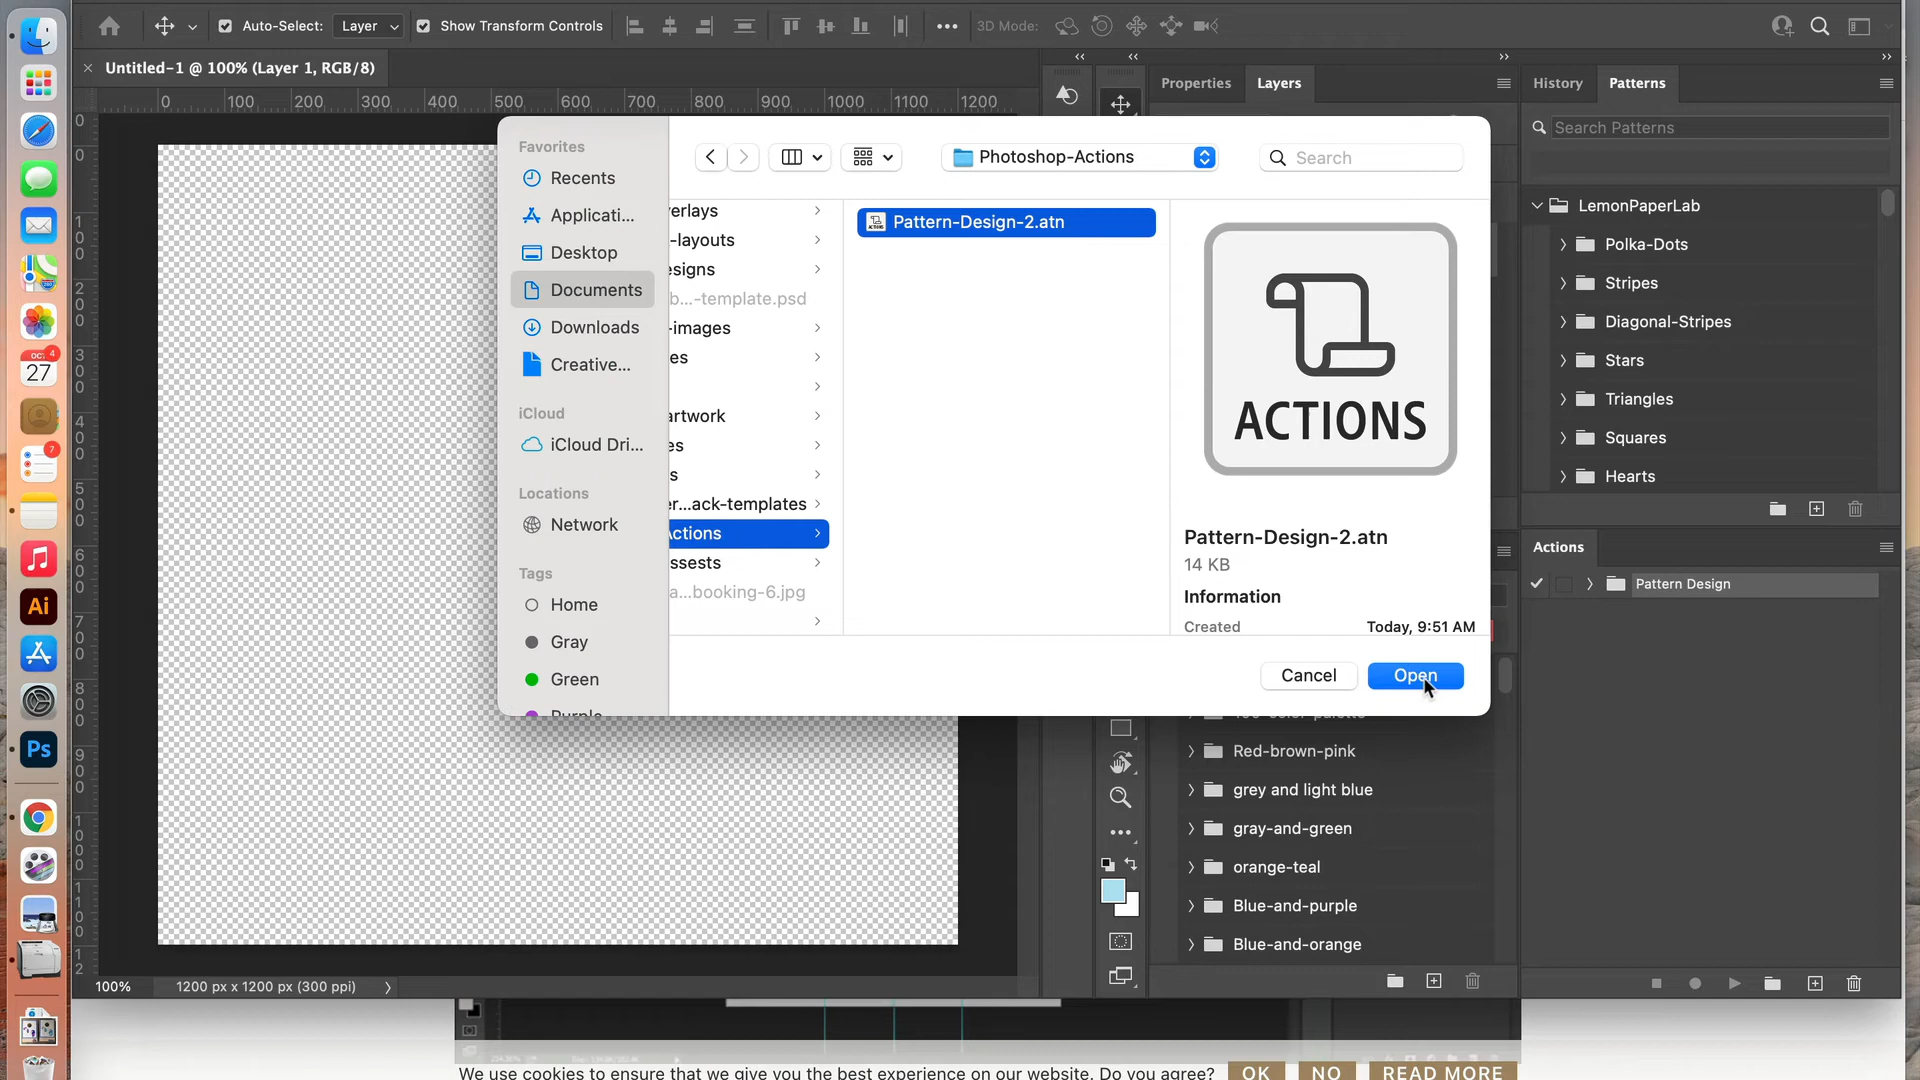 Auto-Select: Layer Show Transform Controls 3D Mode:
Untitled-1 @ 100% (Layer 1, RGB/8)
Properties Layers History Patterns
0 100 200 300 400 500 600 700 800 900 1000 1100 1200
Search Patterns
Favorites
Recents
Applicati...
Desktop
Documents
Downloads
Creative...
iCloud
iCloud Dri...
Locations
Network
Tags
Home
Gray
Green
Purple
Photoshop-Actions
Search
erlays
-layouts
esigns
b...-template.psd
-images
es
artwork
es
s
er...ack-templates
ctions
ssests
a...booking-6.jpg
Pattern-Design-2.atn
ACTIONS
Pattern-Design-2.atn
14 KB
Information
Created Today, 9:51 AM
Cancel Open
LemonPaperLab
Polka-Dots
Stripes
Diagonal-Stripes
Stars
Triangles
Squares
Hearts
Actions
Pattern Design
Red-brown-pink
grey and light blue
gray-and-green
orange-teal
Blue-and-purple
Blue-and-orange
OCT 4
27
7
Ai
Ps
100% 1200 px x 1200 px (300 ppi)
We use cookies to ensure that we give you the best experience on our website. Do you agree? OK NO READ MORE